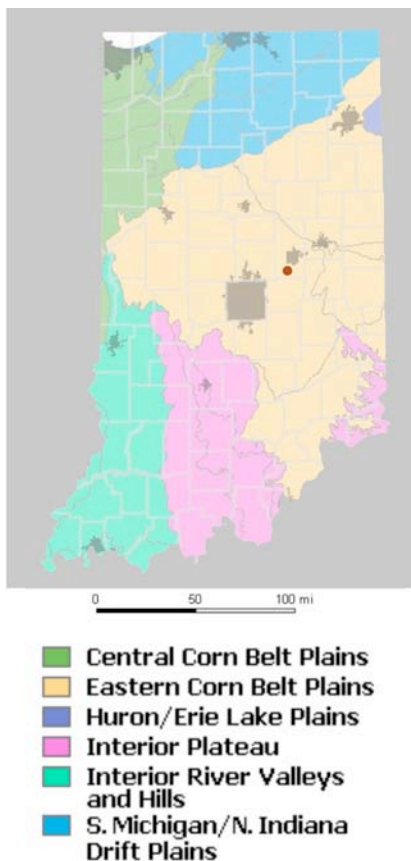 0 50 100 mi
Central Corn Belt Plains
Eastern Corn Belt Plains
Huron/Erie Lake Plains
Interior Plateau
Interior River Valleys
and Hills
S. Michigan/N. Indiana
Drift Plains